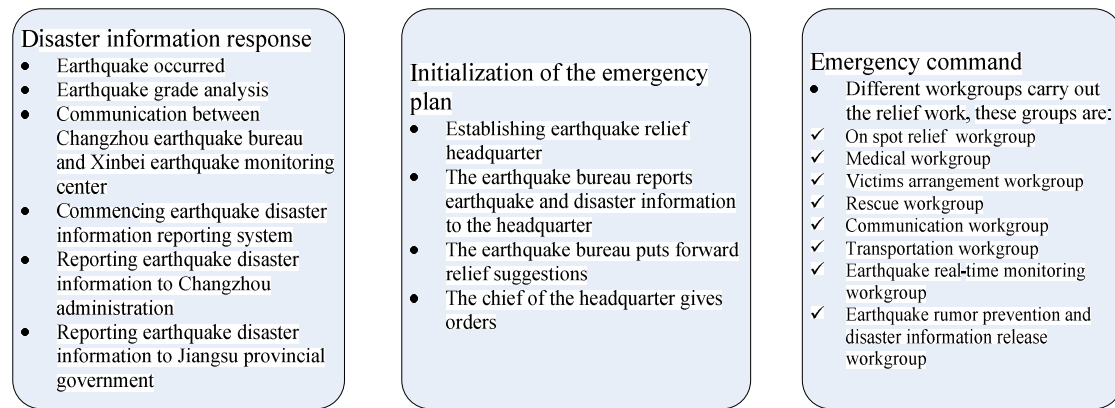 Disaster information response
• Earthquake occurred
• Earthquake grade analysis
• Communication between
Changzhou earthquake bureau
and Xinbei earthquake monitoring
center
• Commencing earthquake disaster
information reporting system
• Reporting earthquake disaster
information to Changzhou
administration
• Reporting earthquake disaster
information to Jiangsu provincial
government
Initialization of the emergency
plan
• Establishing earthquake relief
headquarter
• The earthquake bureau reports
earthquake and disaster information
to the headquarter
• The earthquake bureau puts forward
relief suggestions
• The chief of the headquarter gives
orders
Emergency command
• Different workgroups carry out
the relief work, these groups are:
✓ On spot relief workgroup
✓ Medical workgroup
✓ Victims arrangement workgroup
✓ Rescue workgroup
✓ Communication workgroup
✓ Transportation workgroup
✓ Earthquake real-time monitoring
workgroup
✓ Earthquake rumor prevention and
disaster information release
workgroup